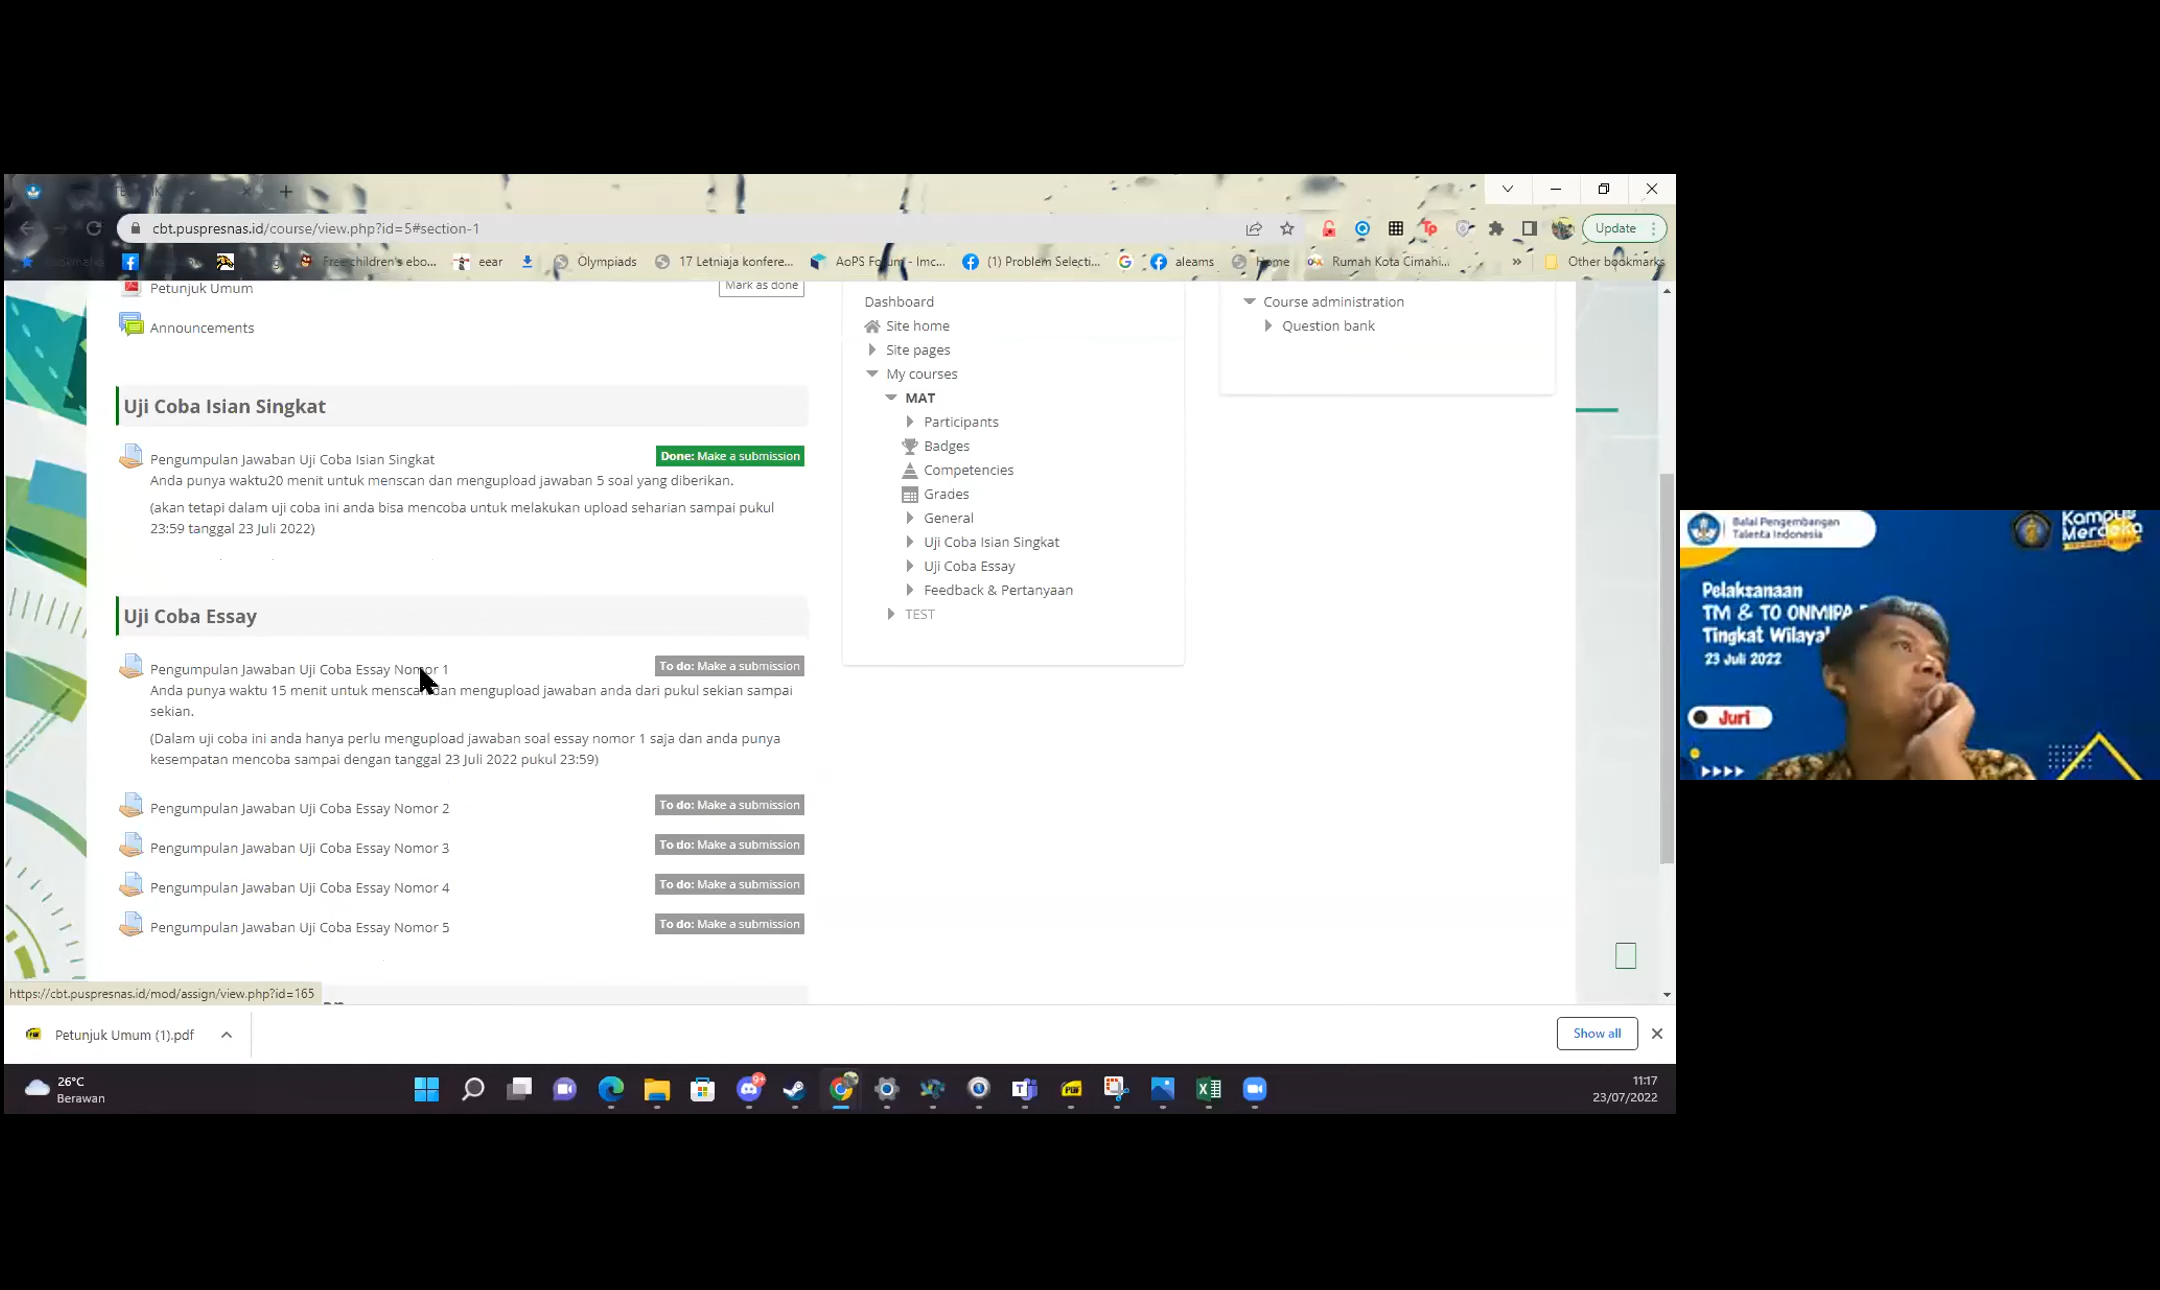 cbt.puspresnas.id/course/view.php?id=5#section-1
Update
Free children's ebo...
eear
Olympiads
17 Letniaja konfere...
AoPS Forum - Imc...
(1) Problem Selecti...
aleams
Home
Rumah Kota Cimahi...
»
Other bookmarks
Petunjuk Umum
Mark as done
Announcements
Uji Coba Isian Singkat
Pengumpulan Jawaban Uji Coba Isian Singkat
Done: Make a submission
Anda punya waktu20 menit untuk menscan dan mengupload jawaban 5 soal yang diberikan.
(akan tetapi dalam uji coba ini anda bisa mencoba untuk melakukan upload seharian sampai pukul
23:59 tanggal 23 Juli 2022)
Uji Coba Essay
Pengumpulan Jawaban Uji Coba Essay Nomor 1
To do: Make a submission
Anda punya waktu 15 menit untuk menscan dan mengupload jawaban anda dari pukul sekian sampai
sekian.
(Dalam uji coba ini anda hanya perlu mengupload jawaban soal essay nomor 1 saja dan anda punya
kesempatan mencoba sampai dengan tanggal 23 Juli 2022 pukul 23:59)
Pengumpulan Jawaban Uji Coba Essay Nomor 2
To do: Make a submission
Pengumpulan Jawaban Uji Coba Essay Nomor 3
To do: Make a submission
Pengumpulan Jawaban Uji Coba Essay Nomor 4
To do: Make a submission
Pengumpulan Jawaban Uji Coba Essay Nomor 5
To do: Make a submission
Dashboard
Site home
Site pages
My courses
MAT
Participants
Badges
Competencies
Grades
General
Uji Coba Isian Singkat
Uji Coba Essay
Feedback & Pertanyaan
TEST
Course administration
Question bank
https://cbt.puspresnas.id/mod/assign/view.php?id=165
Petunjuk Umum (1).pdf
Show all
26°C
Berawan
11:17
23/07/2022
Balai Pengembangan
Talenta Indonesia
Kampus
Merdeka
Pelaksanaan
TM & TO ONMIPA
Tingkat Wilayah
23 Juli 2022
Juri